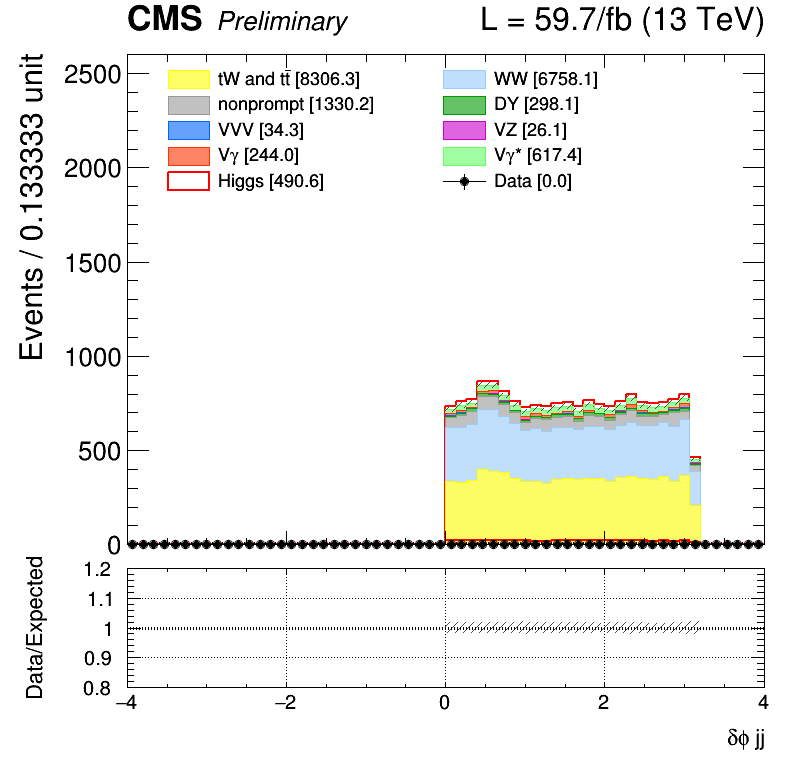 CMS Preliminary L = 59.7/fb (13 TeV)
Events / 0.133333 unit
2500
2000
1500
1000
500
0
tW and tt̅ [8306.3] WW [6758.1]
nonprompt [1330.2] DY [298.1]
VVV [34.3] VZ [26.1]
Vγ [244.0] Vγ* [617.4]
Higgs [490.6] Data [0.0]
Data/Expected
1.2
1.1
1
0.9
0.8
−4 −2 0 2 4
δϕ jj